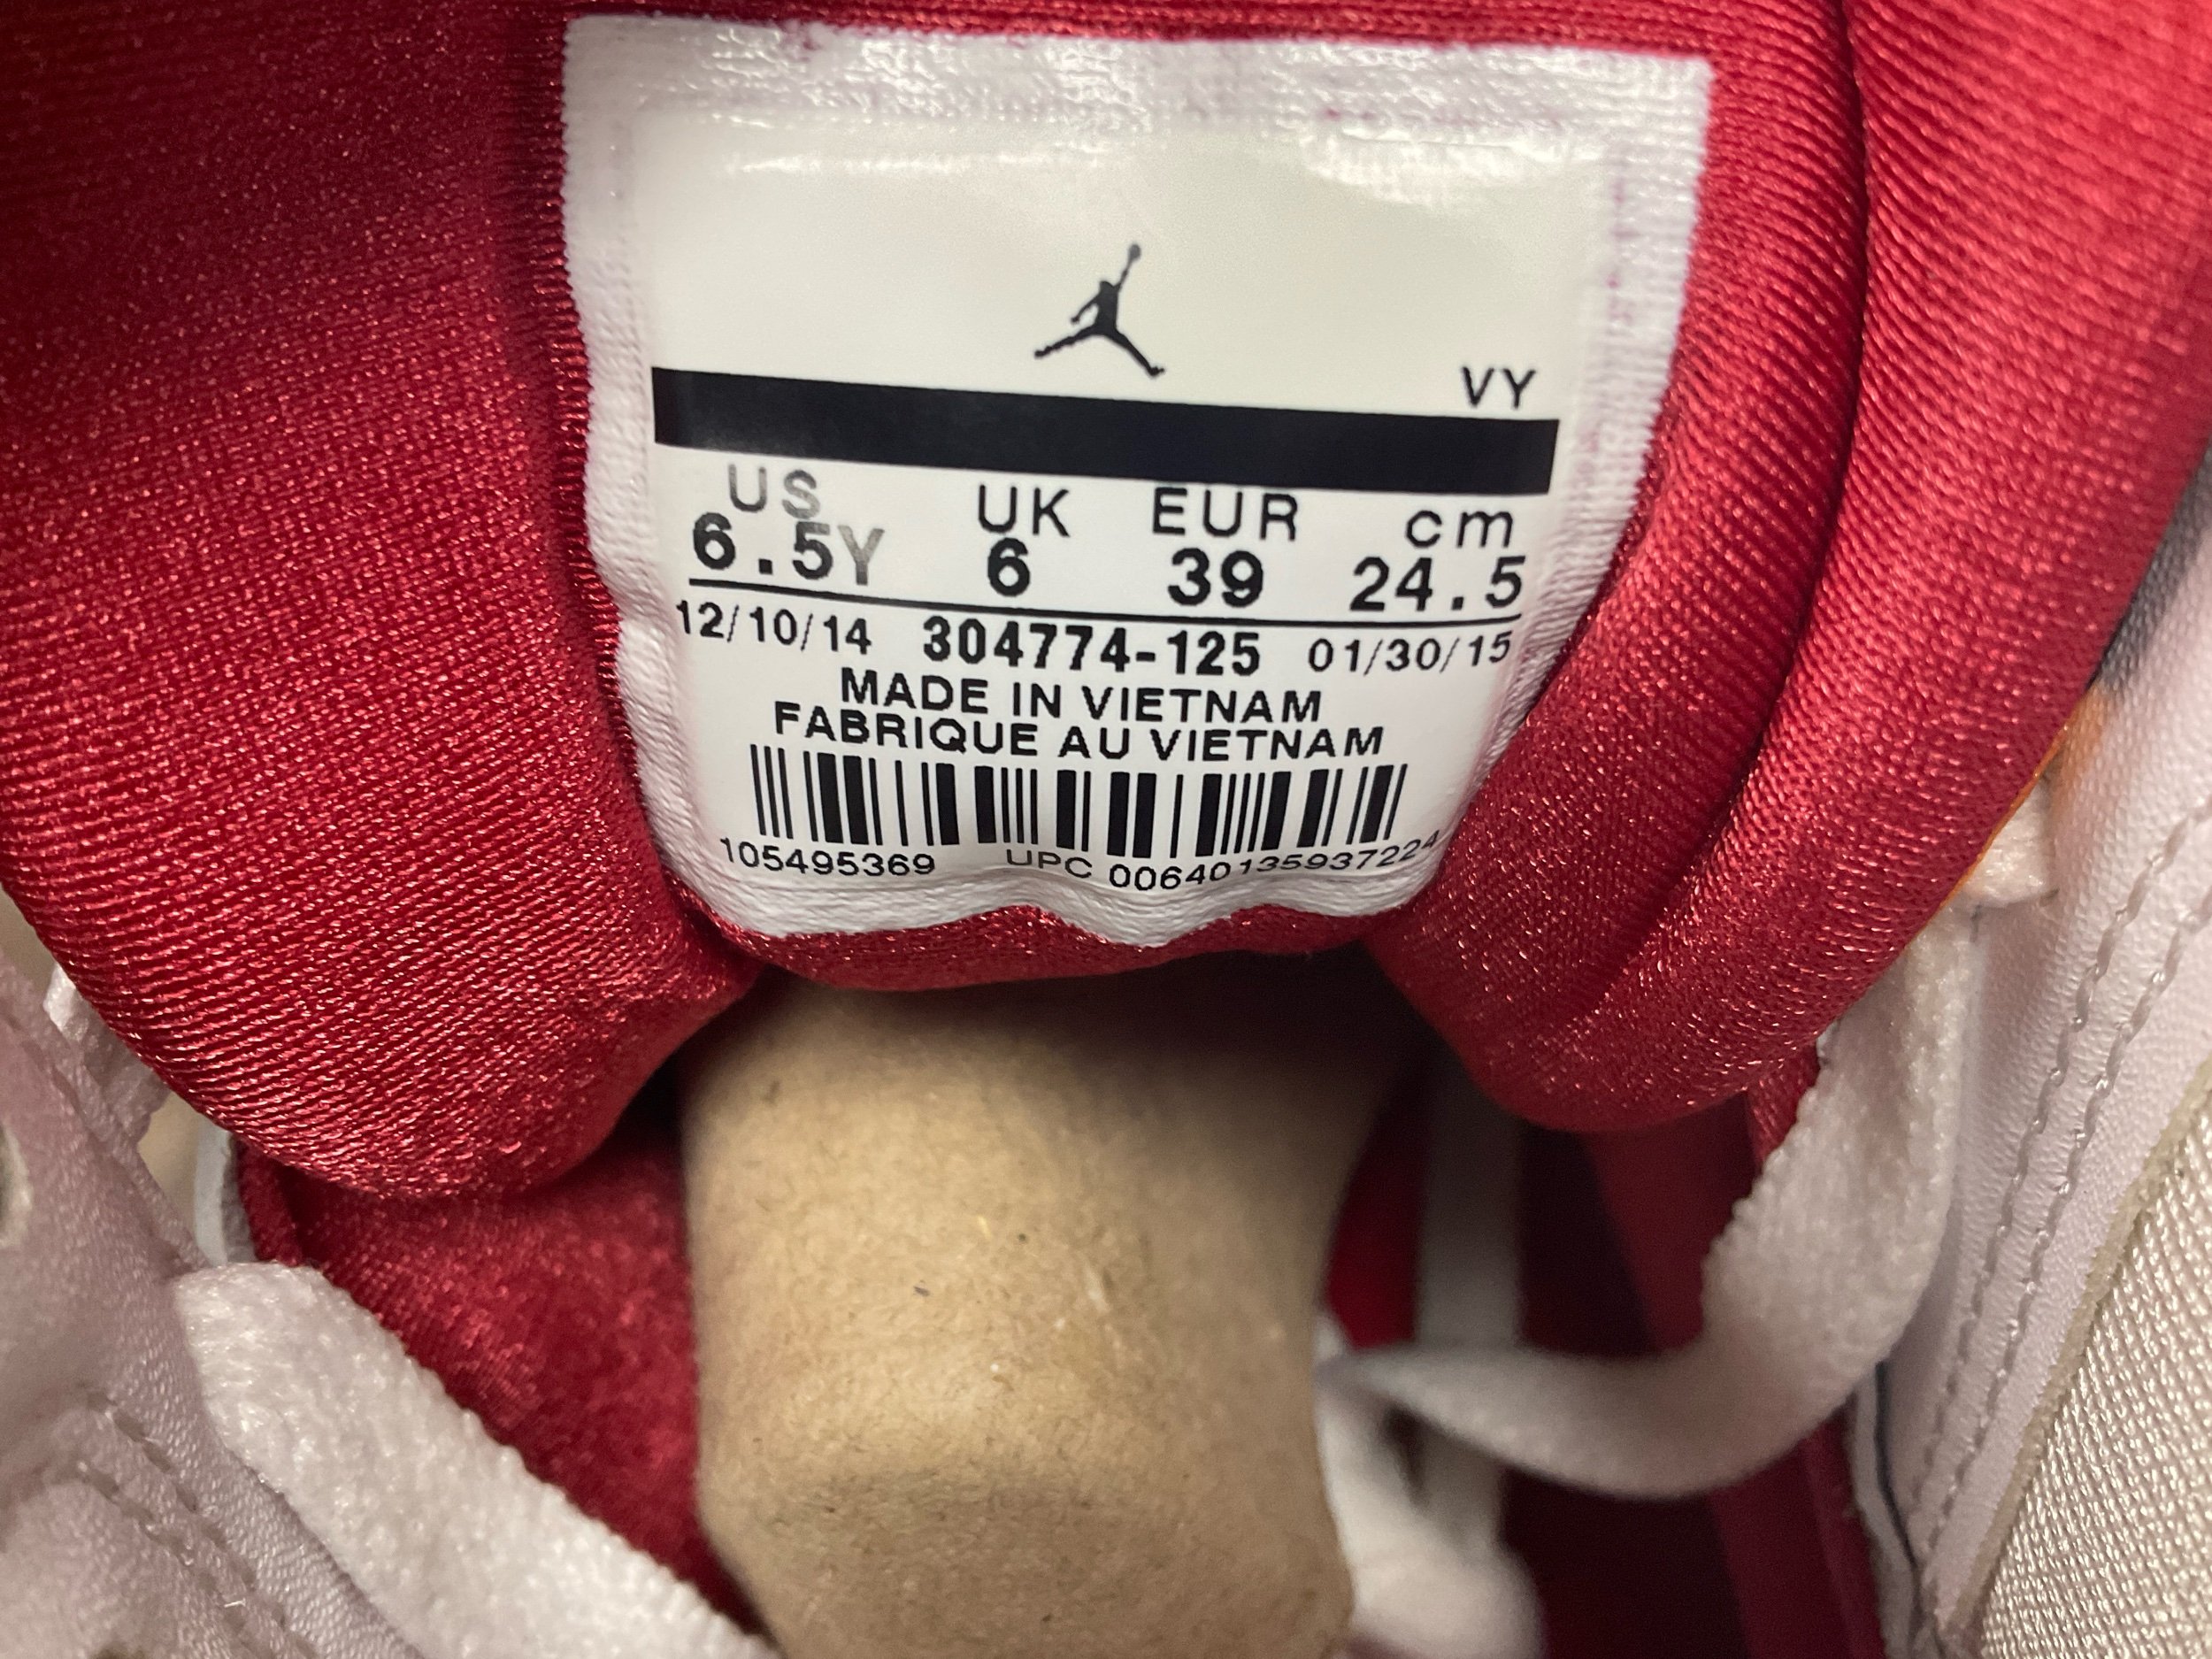 VY
US UK EUR cm
6.5Y 6 39 24.5
12/10/14 304774-125 01/30/15
MADE IN VIETNAM
FABRIQUE AU VIETNAM
105495369 UPC 00640135937224